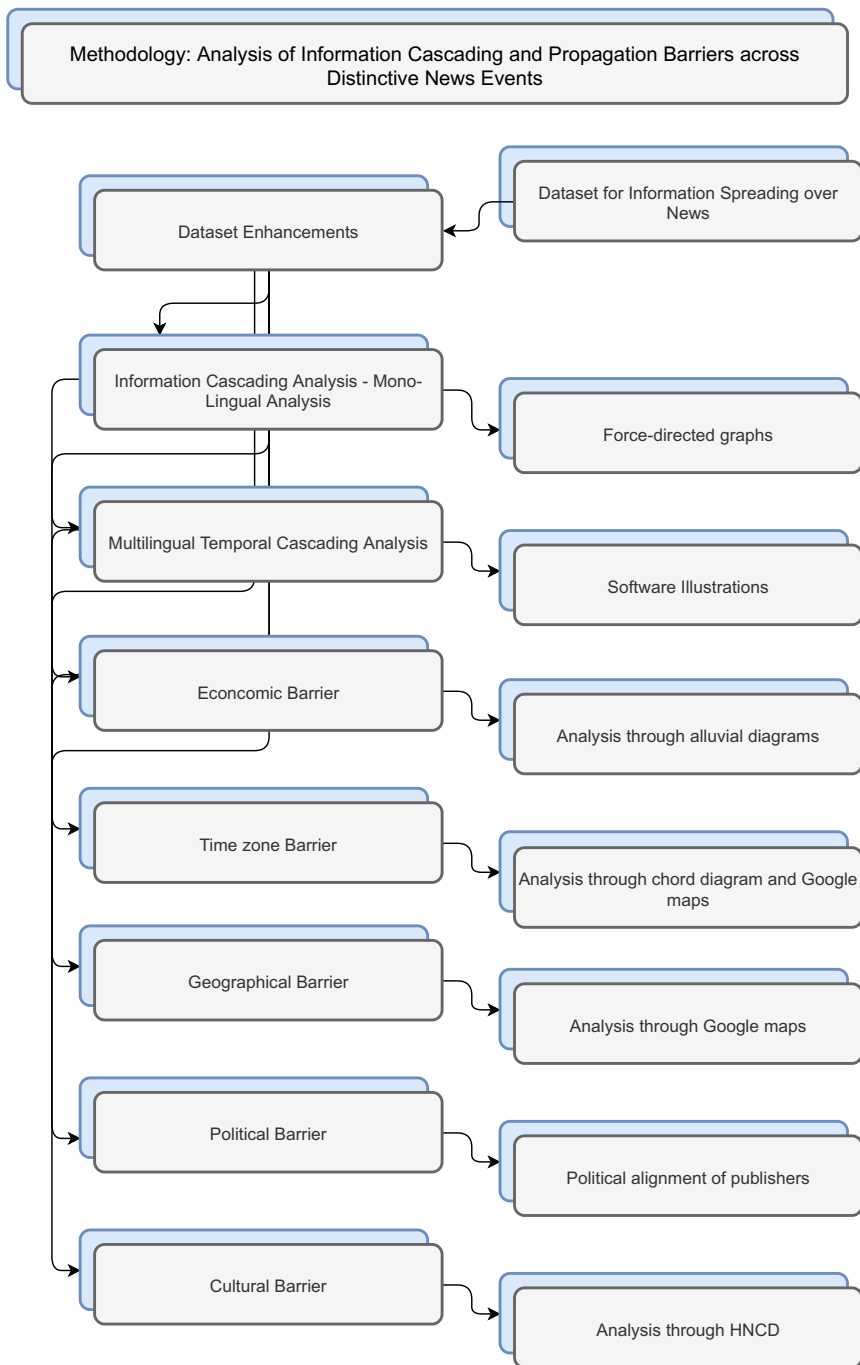 Methodology: Analysis of Information Cascading and Propagation Barriers across
Distinctive News Events
Dataset for Information Spreading over
News
Dataset Enhancements
Information Cascading Analysis - Mono-
Lingual Analysis
Force-directed graphs
Multilingual Temporal Cascading Analysis
Software Illustrations
Econcomic Barrier
Analysis through alluvial diagrams
Time zone Barrier
Analysis through chord diagram and Google
maps
Geographical Barrier
Analysis through Google maps
Political Barrier
Political alignment of publishers
Cultural Barrier
Analysis through HNCD